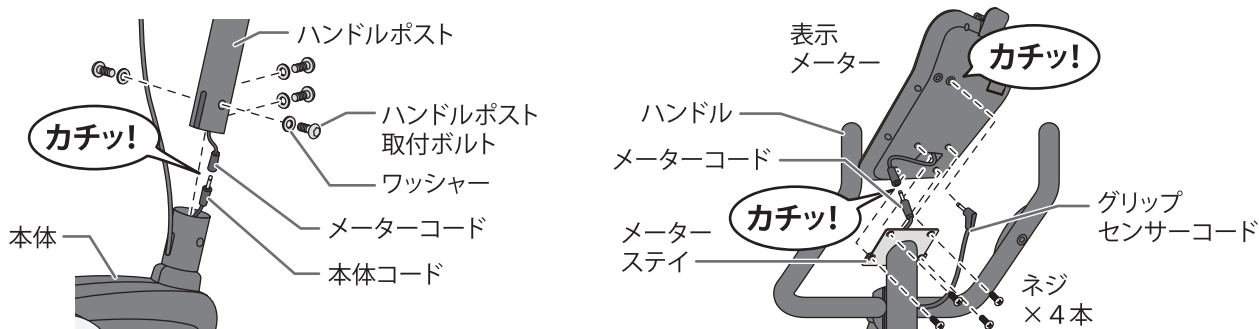 ハンドルポスト
カチッ!
ハンドルポスト
取付ボルト
ワッシャー
メーターコード
本体コード
本体
表示
メーター
カチッ!
ハンドル
メーターコード
カチッ!
メーター
ステイ
グリップ
センサーコード
ネジ
×4本